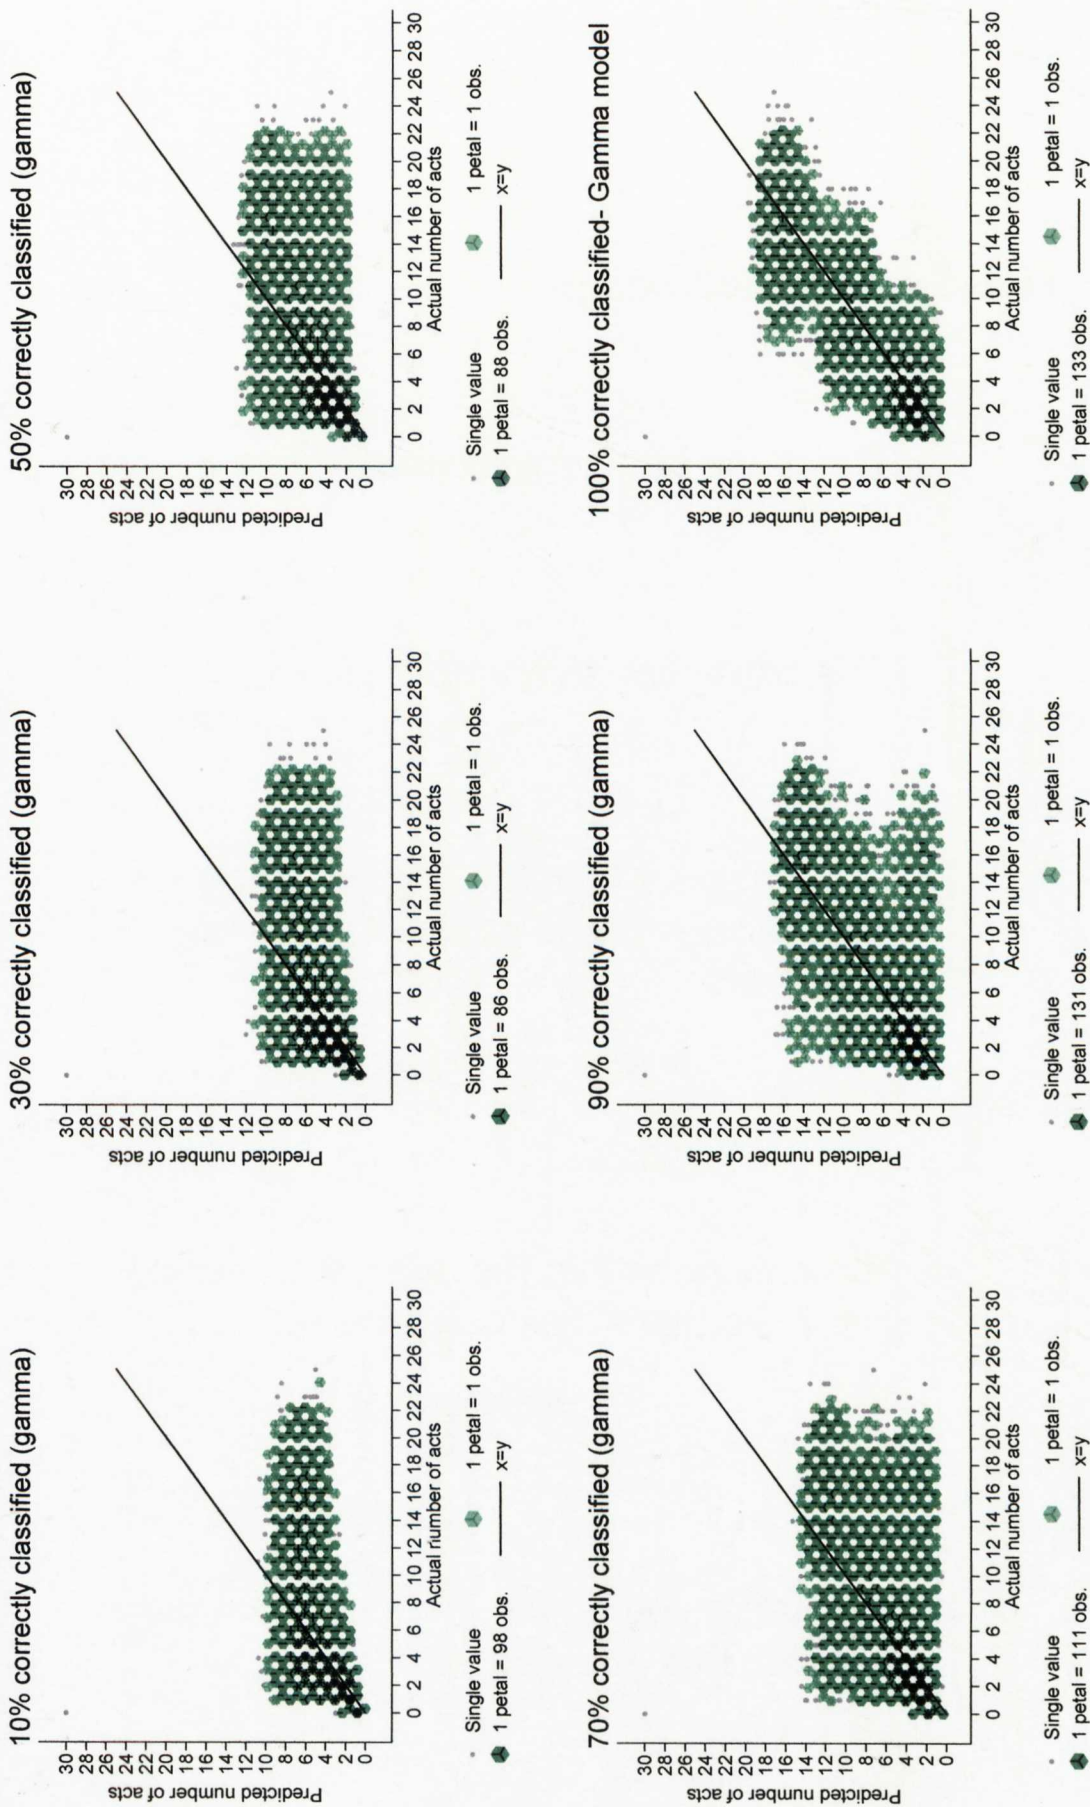 10% correctly classified (gamma)
Predicted number of acts
30
28
26
24
22
20
18
16
14
12
10
8
6
4
2
0
0 2 4 6 8 10 12 14 16 18 20 22 24 26 28 30
Actual number of acts
Single value
1 petal = 1 obs.
1 petal = 98 obs.
x=y
30% correctly classified (gamma)
Predicted number of acts
30
28
26
24
22
20
18
16
14
12
10
8
6
4
2
0
0 2 4 6 8 10 12 14 16 18 20 22 24 26 28 30
Actual number of acts
Single value
1 petal = 1 obs.
1 petal = 86 obs.
x=y
50% correctly classified (gamma)
Predicted number of acts
30
28
26
24
22
20
18
16
14
12
10
8
6
4
2
0
0 2 4 6 8 10 12 14 16 18 20 22 24 26 28 30
Actual number of acts
Single value
1 petal = 1 obs.
1 petal = 88 obs.
x=y
70% correctly classified (gamma)
Predicted number of acts
30
28
26
24
22
20
18
16
14
12
10
8
6
4
2
0
0 2 4 6 8 10 12 14 16 18 20 22 24 26 28 30
Actual number of acts
Single value
1 petal = 1 obs.
1 petal = 111 obs.
x=y
90% correctly classified (gamma)
Predicted number of acts
30
28
26
24
22
20
18
16
14
12
10
8
6
4
2
0
0 2 4 6 8 10 12 14 16 18 20 22 24 26 28 30
Actual number of acts
Single value
1 petal = 1 obs.
1 petal = 131 obs.
x=y
100% correctly classified- Gamma model
Predicted number of acts
30
28
26
24
22
20
18
16
14
12
10
8
6
4
2
0
0 2 4 6 8 10 12 14 16 18 20 22 24 26 28 30
Actual number of acts
Single value
1 petal = 1 obs.
1 petal = 133 obs.
x=y